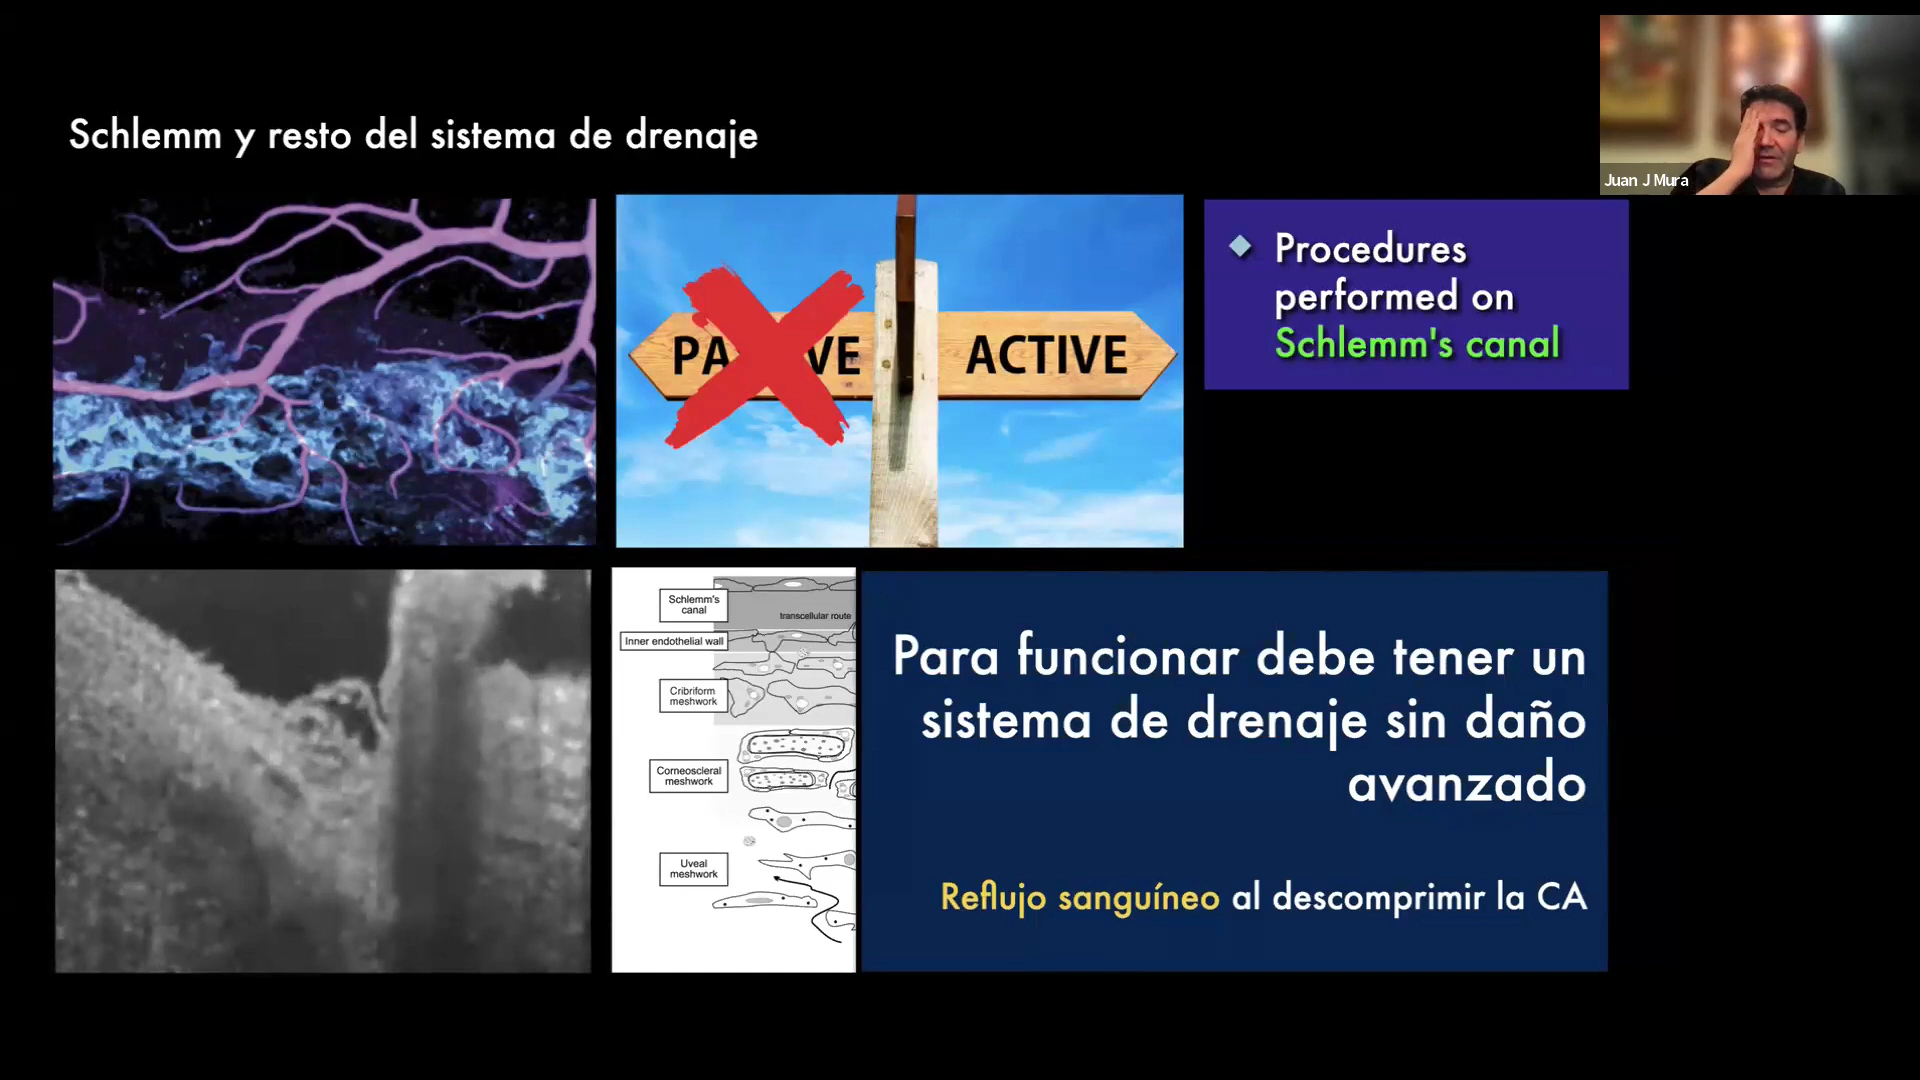 Schlemm y resto del sistema de drenaje
Juan J Mura
PA VE
ACTIVE
Procedures
performed on
Schlemm's canal
Schlemm's
canal
transcellular route
Inner endothelial wall
Cribriform
meshwork
Corneoscleral
meshwork
Uveal
meshwork
Para funcionar debe tener un
sistema de drenaje sin daño
avanzado
Reflujo sanguíneo al descomprimir la CA